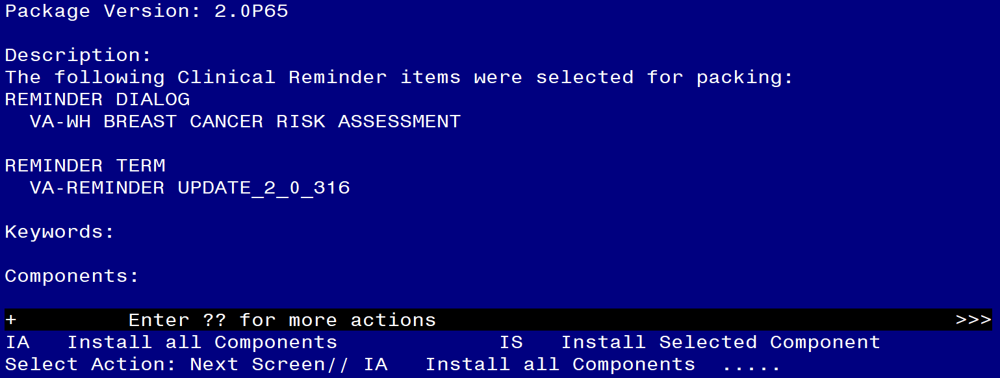 Package Version: 2.0P65
Description:
The following Clinical Reminder items were selected for packing:
REMINDER DIALOG
VA-WH BREAST CANCER RISK ASSESSMENT
REMINDER TERM
VA-REMINDER UPDATE_2_0_316
Keywords:
Components:
+ Enter ?? for more actions >>>
IA Install all Components IS Install Selected Component
Select Action: Next Screen// IA Install all Components .....